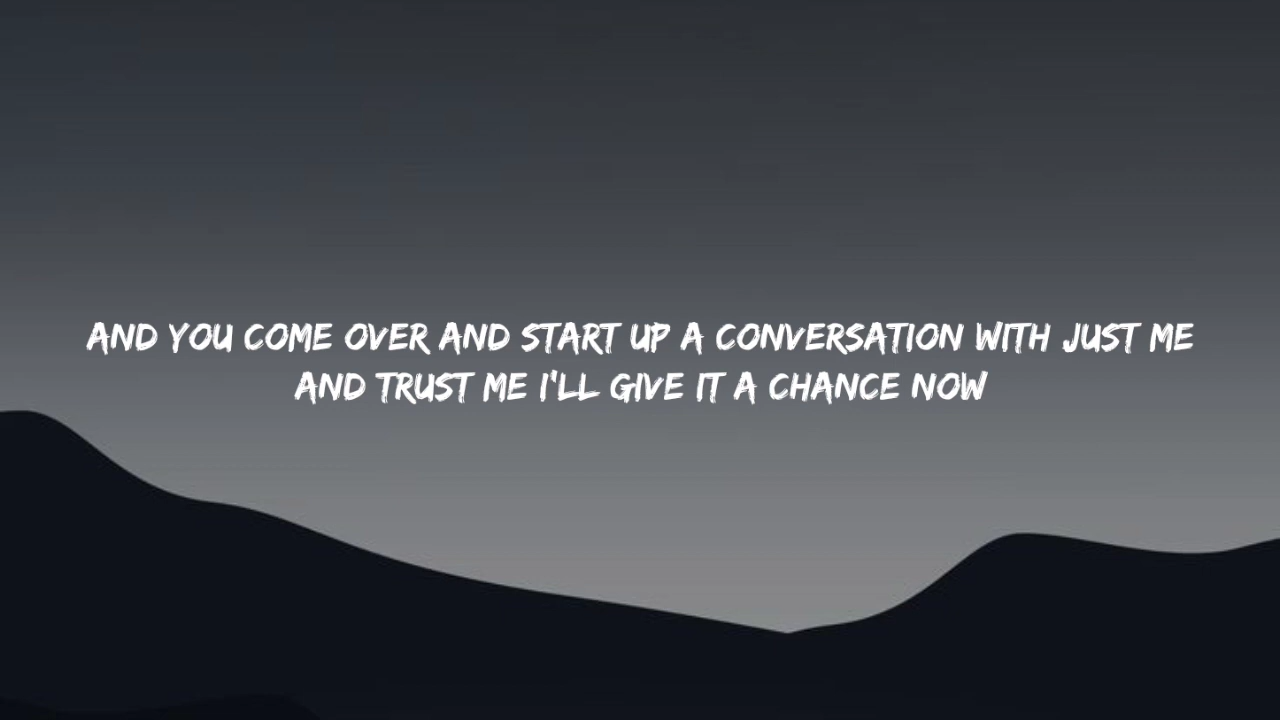 AND YOU COME OVER AND START UP A CONVERSATION WITH JUST ME
AND TRUST ME I'LL GIVE IT A CHANCE NOW